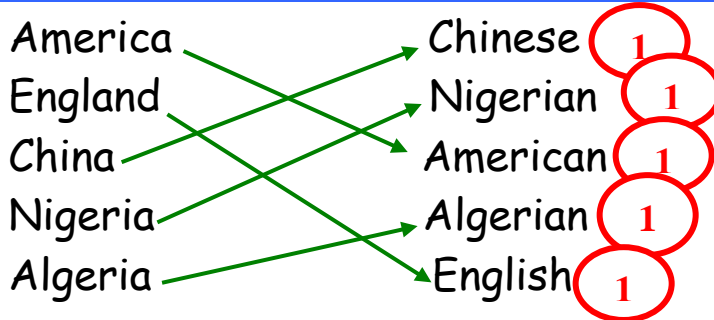 America Chinese 1
England Nigerian 1
China American 1
Nigeria Algerian 1
Algeria English 1